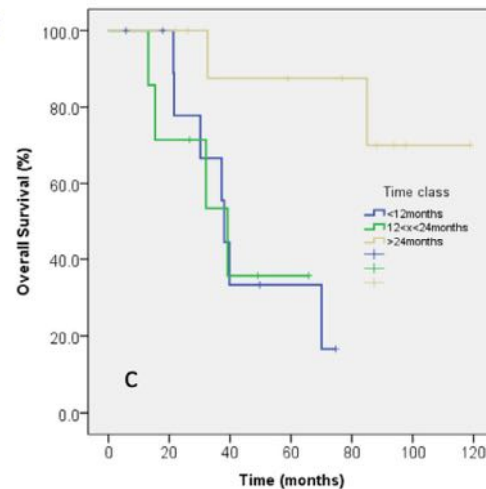 100.0
80.0
60.0
40.0
20.0
0.0
Overall Survival (%)
Time class
<12months
12<x<24months
>24months
C
0 20 40 60 80 100 120
Time (months)